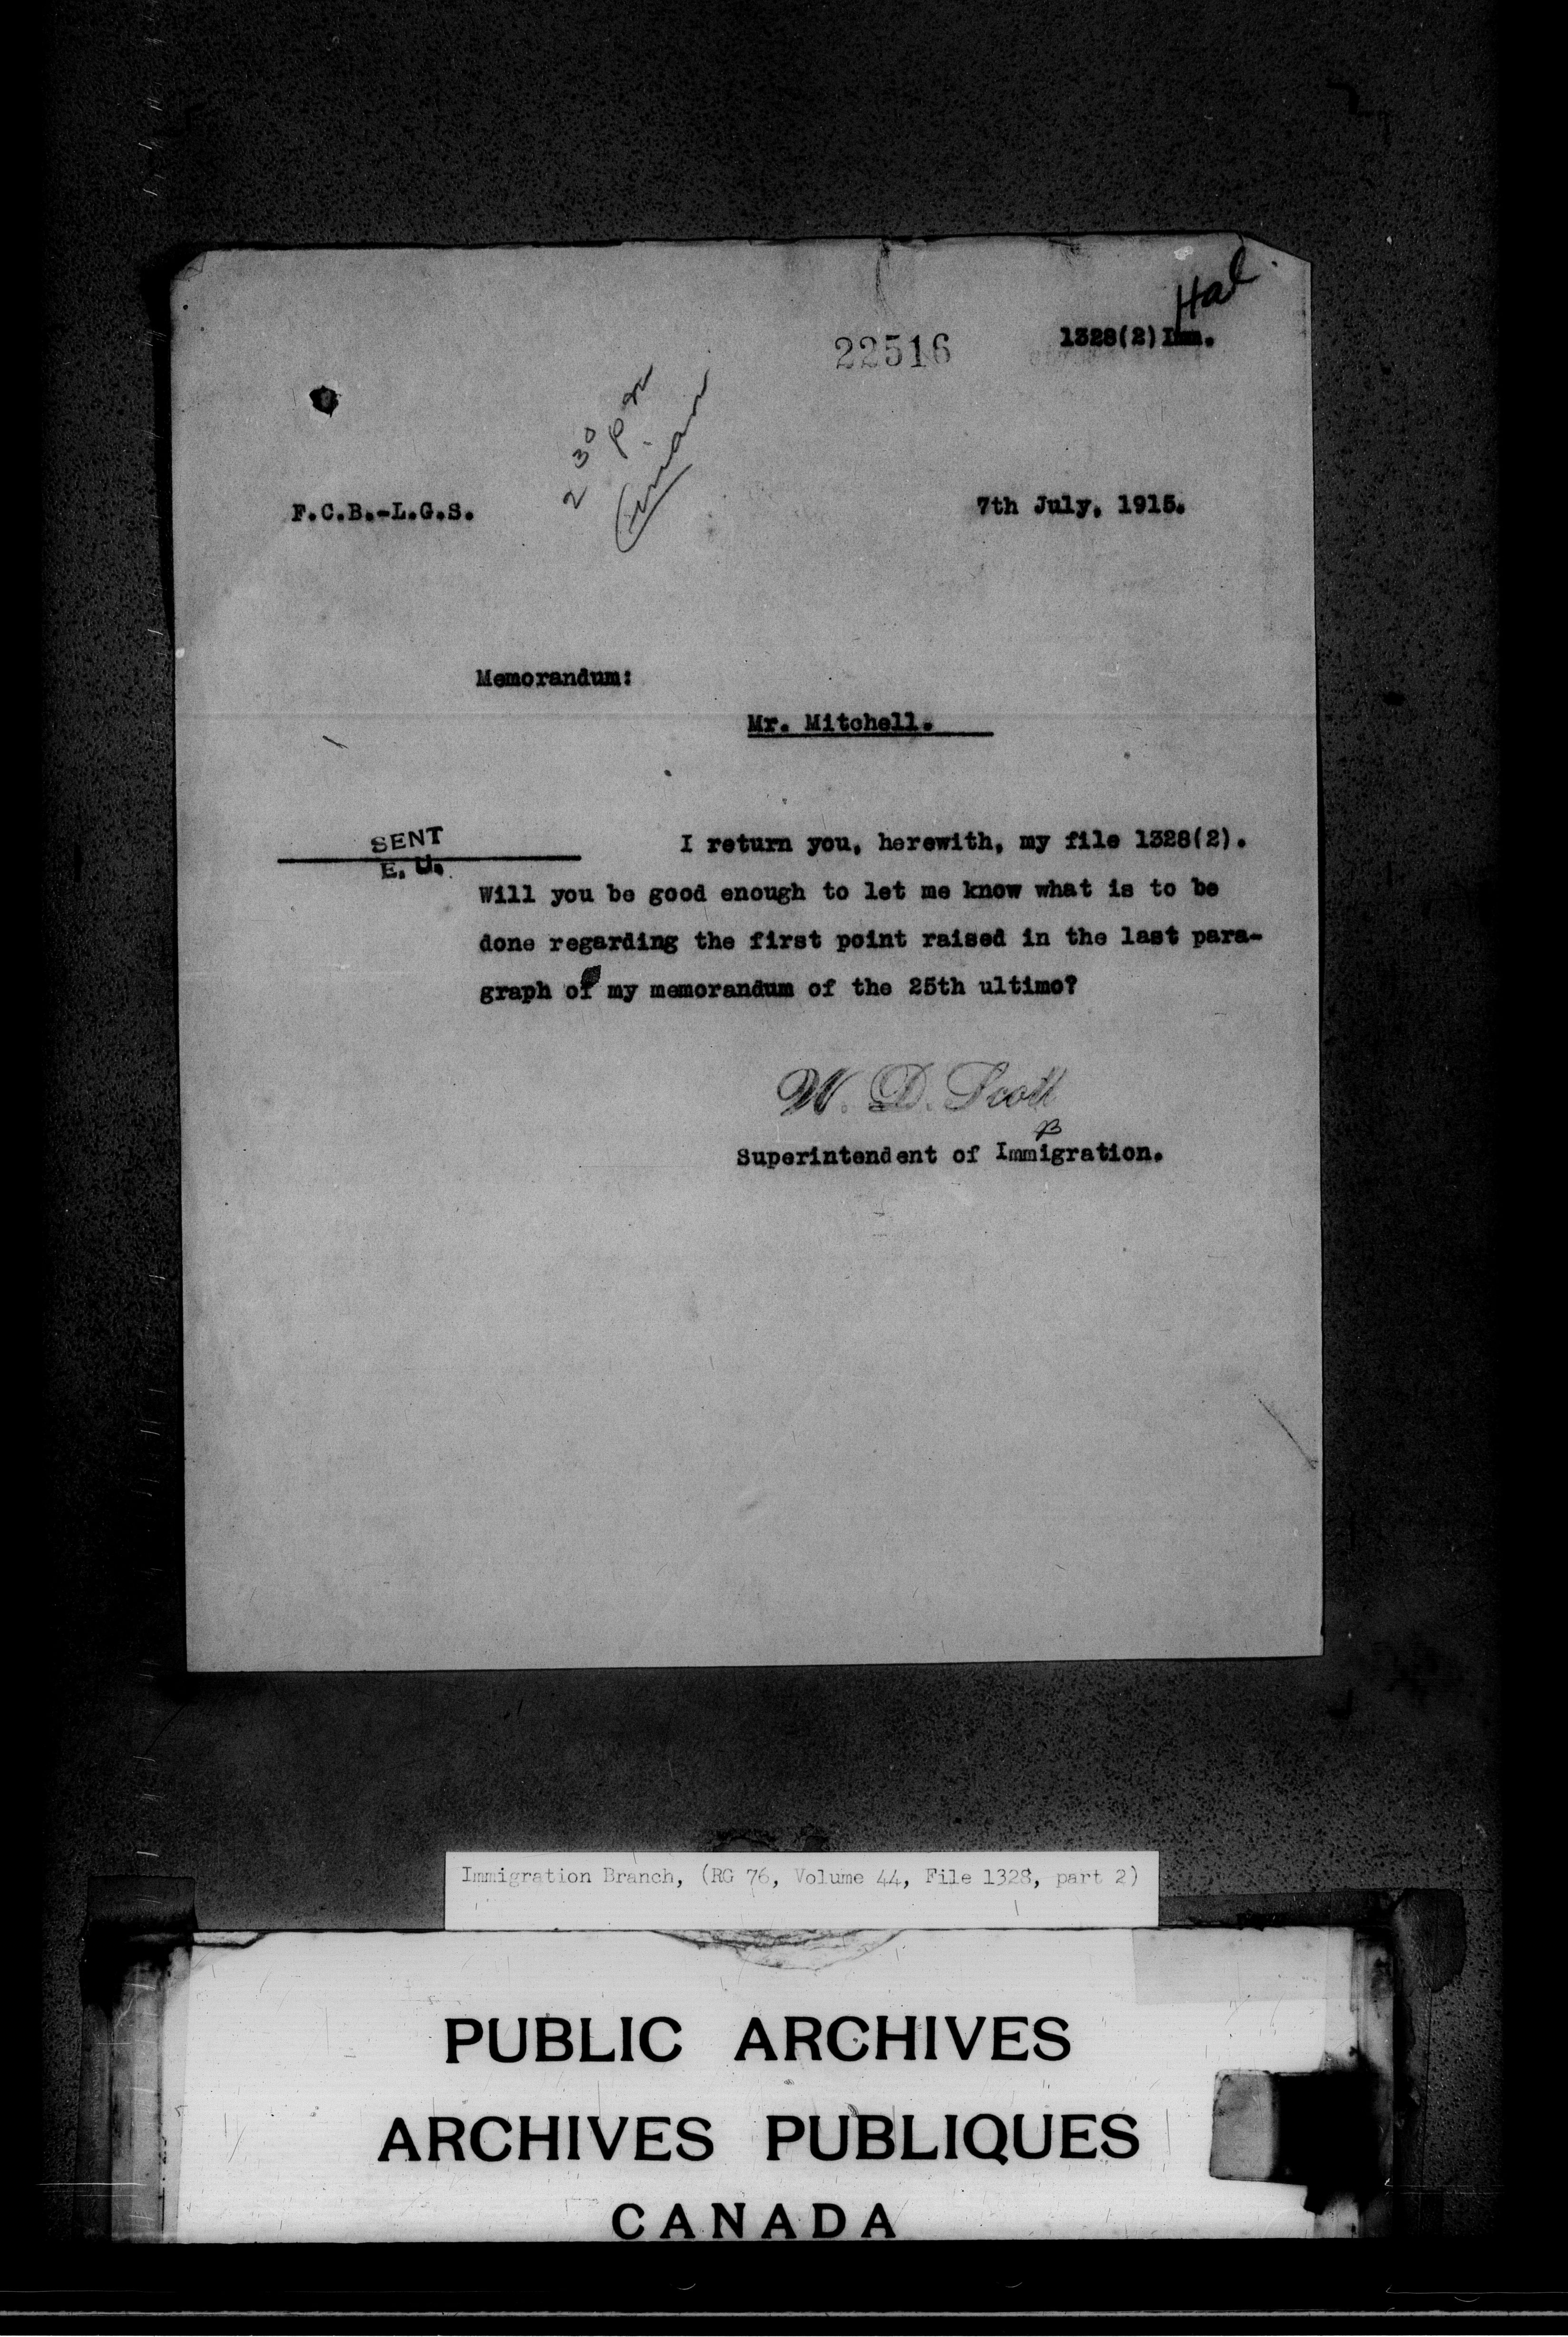 Hal.
22516 1328(2)Imm.
2 30 Pm
F.C.B.-L.G.S. 7th July, 1915.
Memorandum:
Mr. Mitchell.
SENT
E. U.
I return you, herewith, my file 1328(2).
Will you be good enough to let me know what is to be
done regarding the first point raised in the last para-
graph of my memorandum of the 25th ultimo?
W. D. Scott
B
Superintendent of Immigration.
Immigration Branch, (RG 76, Volume 44, File 1328, part 2)
PUBLIC ARCHIVES
ARCHIVES PUBLIQUES
CANADA